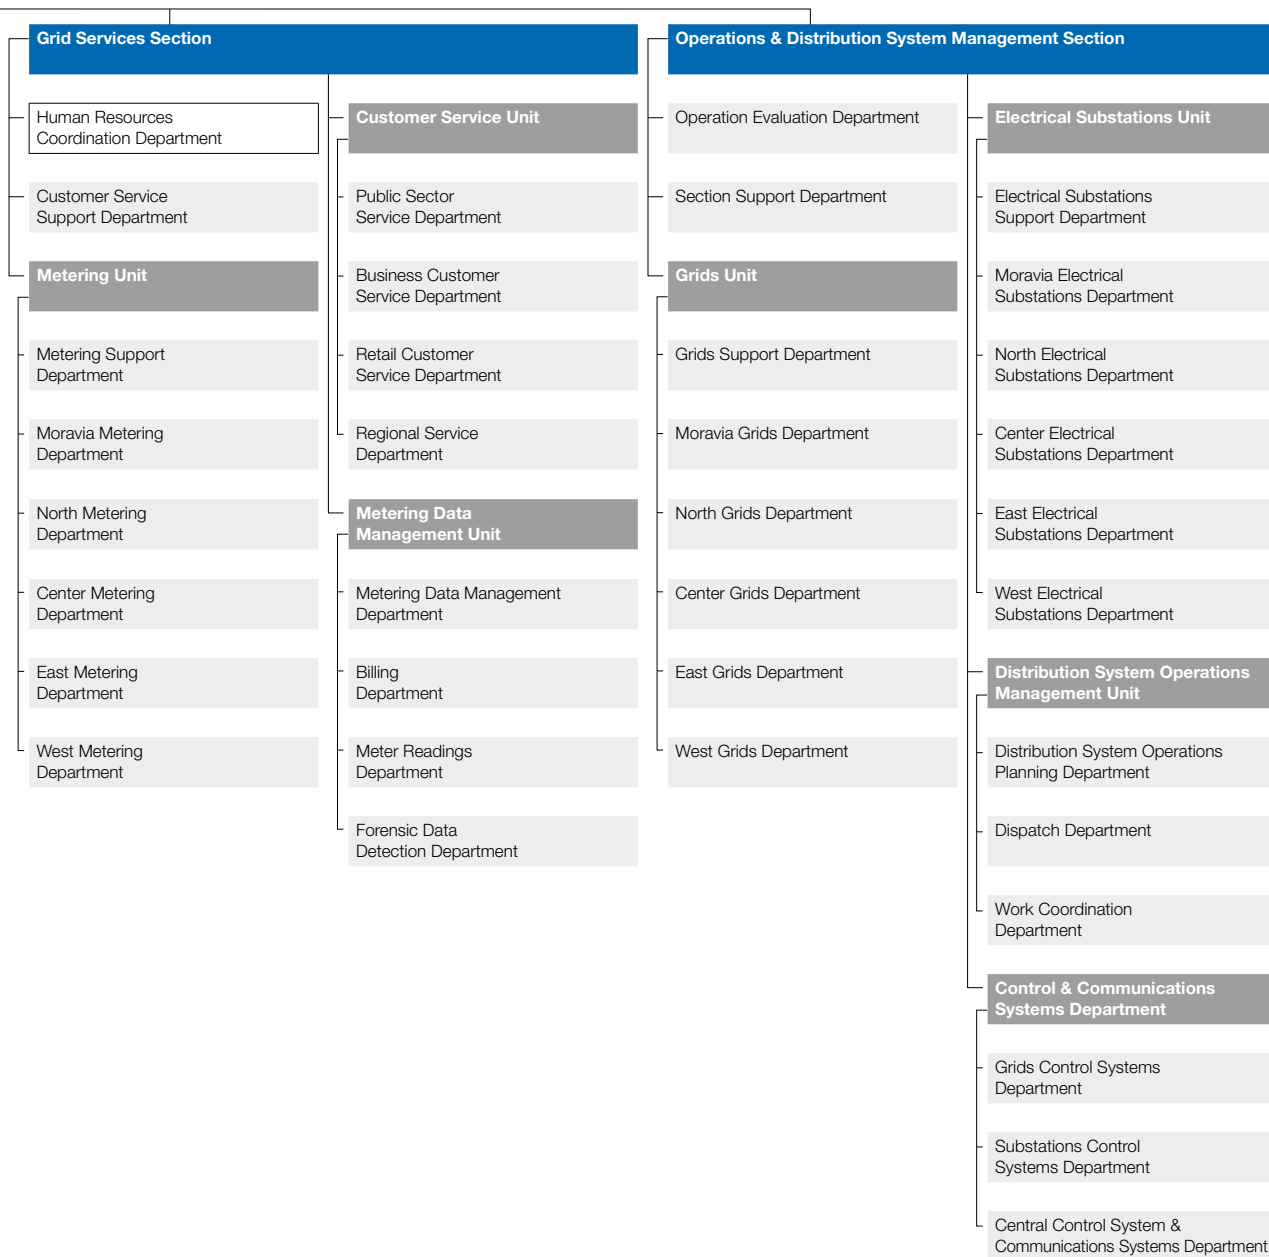 Grid Services Section
Human Resources
Coordination Department
Customer Service
Support Department
Metering Unit
Metering Support
Department
Moravia Metering
Department
North Metering
Department
Center Metering
Department
East Metering
Department
West Metering
Department
Customer Service Unit
Public Sector
Service Department
Business Customer
Service Department
Retail Customer
Service Department
Regional Service
Department
Metering Data
Management Unit
Metering Data Management
Department
Billing
Department
Meter Readings
Department
Forensic Data
Detection Department
Operations & Distribution System Management Section
Operation Evaluation Department
Section Support Department
Grids Unit
Grids Support Department
Moravia Grids Department
North Grids Department
Center Grids Department
East Grids Department
West Grids Department
Electrical Substations Unit
Electrical Substations
Support Department
Moravia Electrical
Substations Department
North Electrical
Substations Department
Center Electrical
Substations Department
East Electrical
Substations Department
West Electrical
Substations Department
Distribution System Operations
Management Unit
Distribution System Operations
Planning Department
Dispatch Department
Work Coordination
Department
Control & Communications
Systems Department
Grids Control Systems
Department
Substations Control
Systems Department
Central Control System &
Communications Systems Department